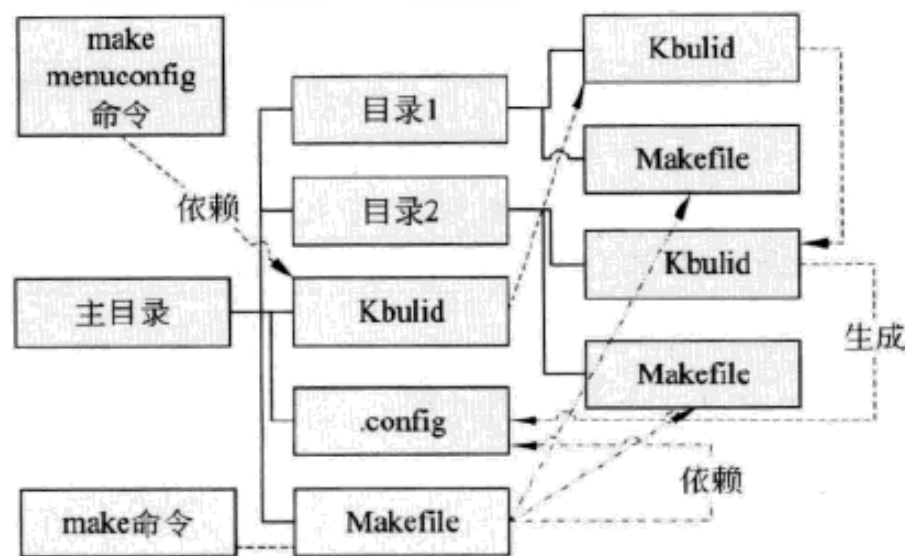 make
menuconfig
命令
Kbulid
目录1
Makefile
依赖
目录2
Kbulid
主目录
Kbulid
生成
Makefile
.config
依赖
make命令
Makefile